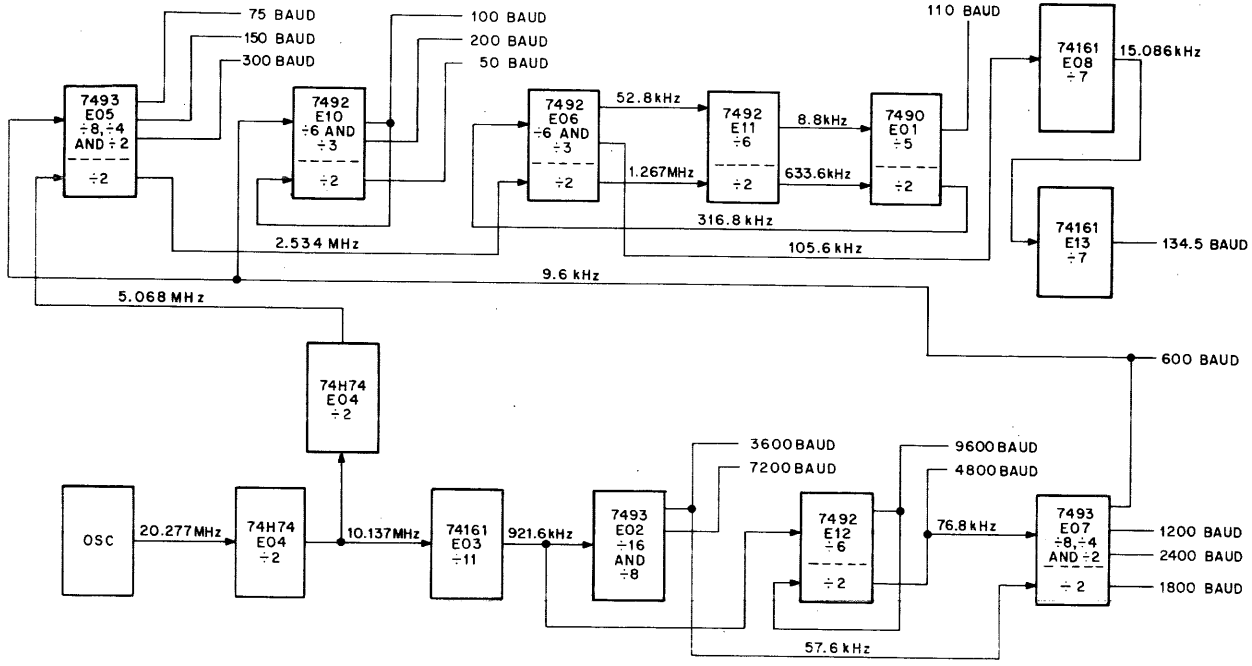 75 BAUD
150 BAUD
300 BAUD
7493
E05
÷8, ÷4
AND ÷2
÷2
100 BAUD
200 BAUD
50 BAUD
7492
E10
÷6 AND
÷3
÷2
7492
E06
÷6 AND
÷3
÷2
52.8kHz
1.267MHz
7492
E11
÷6
÷2
8.8kHz
633.6kHz
110 BAUD
7490
E01
÷5
÷2
74161
E08
÷7
15.086kHz
316.8 kHz
2.534 MHz
105.6kHz
74161
E13
÷7
134.5 BAUD
9.6 kHz
5.068 MHz
600 BAUD
74H74
E04
÷2
3600 BAUD
7200 BAUD
9600 BAUD
4800 BAUD
OSC
20.277MHz
74H74
E04
÷2
10.137MHz
74161
E03
÷11
921.6kHz
7493
E02
÷16
AND
÷8
7492
E12
÷6
÷2
76.8kHz
7493
E07
÷8, ÷4
AND ÷2
÷2
1200 BAUD
2400 BAUD
1800 BAUD
57.6kHz